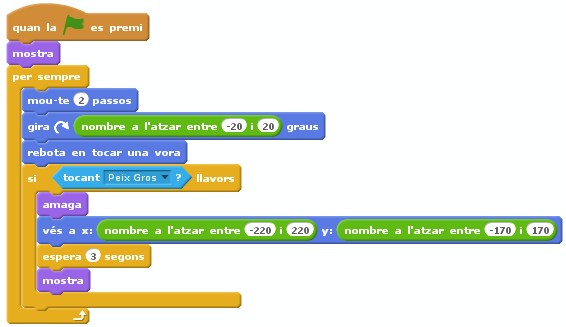 quan la es premi
mostra
per sempre
mou-te 2 passos
gira nombre a l'atzar entre -20 i 20 graus
rebota en tocar una vora
si tocant Peix Gros ? llavors
amaga
vés a x: nombre a l'atzar entre -220 i 220 y: nombre a l'atzar entre -170 i 170
espera 3 segons
mostra